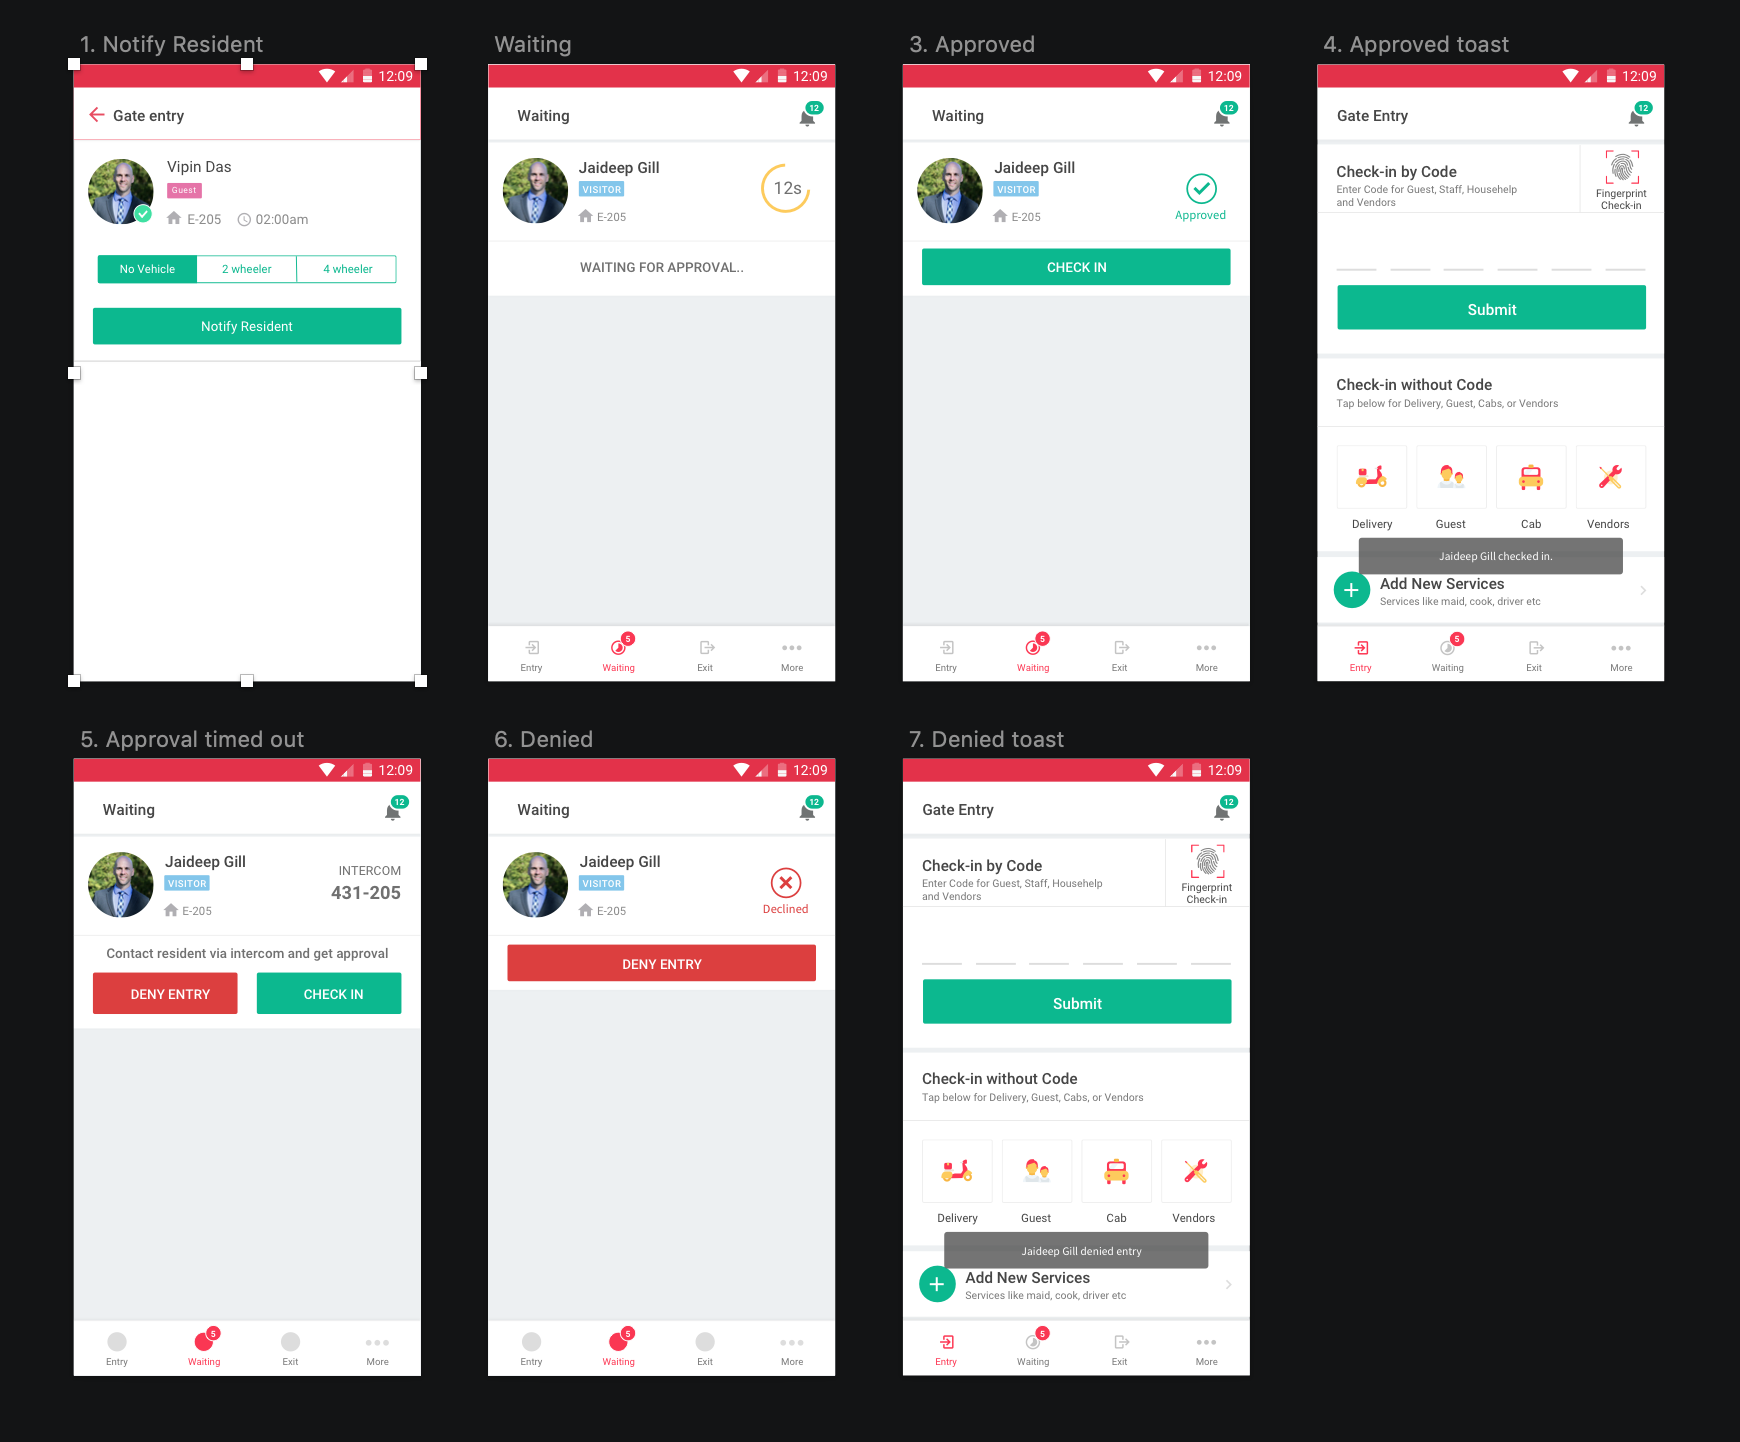 1. Notify Resident
12:09
Gate entry
Vipin Das
Guest
E-205 02:00am
No Vehicle 2 wheeler 4 wheeler
Notify Resident
Waiting
12:09
Waiting
12
Jaideep Gill
VISITOR
E-205
12s
WAITING FOR APPROVAL..
5
Entry Waiting Exit More
3. Approved
12:09
Waiting
12
Jaideep Gill
VISITOR
E-205
Approved
CHECK IN
5
Entry Waiting Exit More
4. Approved toast
12:09
Gate Entry
12
Check-in by Code
Enter Code for Guest, Staff, Househelp
and Vendors
Fingerprint
Check-in
Submit
Check-in without Code
Tap below for Delivery, Guest, Cabs, or Vendors
Delivery Guest Cab Vendors
Jaideep Gill checked in.
Add New Services
Services like maid, cook, driver etc
5
Entry Waiting Exit More
5. Approval timed out
12:09
Waiting
12
Jaideep Gill
VISITOR
E-205
INTERCOM
431-205
Contact resident via intercom and get approval
DENY ENTRY CHECK IN
5
Entry Waiting Exit More
6. Denied
12:09
Waiting
12
Jaideep Gill
VISITOR
E-205
Declined
DENY ENTRY
5
Entry Waiting Exit More
7. Denied toast
12:09
Gate Entry
12
Check-in by Code
Enter Code for Guest, Staff, Househelp
and Vendors
Fingerprint
Check-in
Submit
Check-in without Code
Tap below for Delivery, Guest, Cabs, or Vendors
Delivery Guest Cab Vendors
Jaideep Gill denied entry
Add New Services
Services like maid, cook, driver etc
5
Entry Waiting Exit More